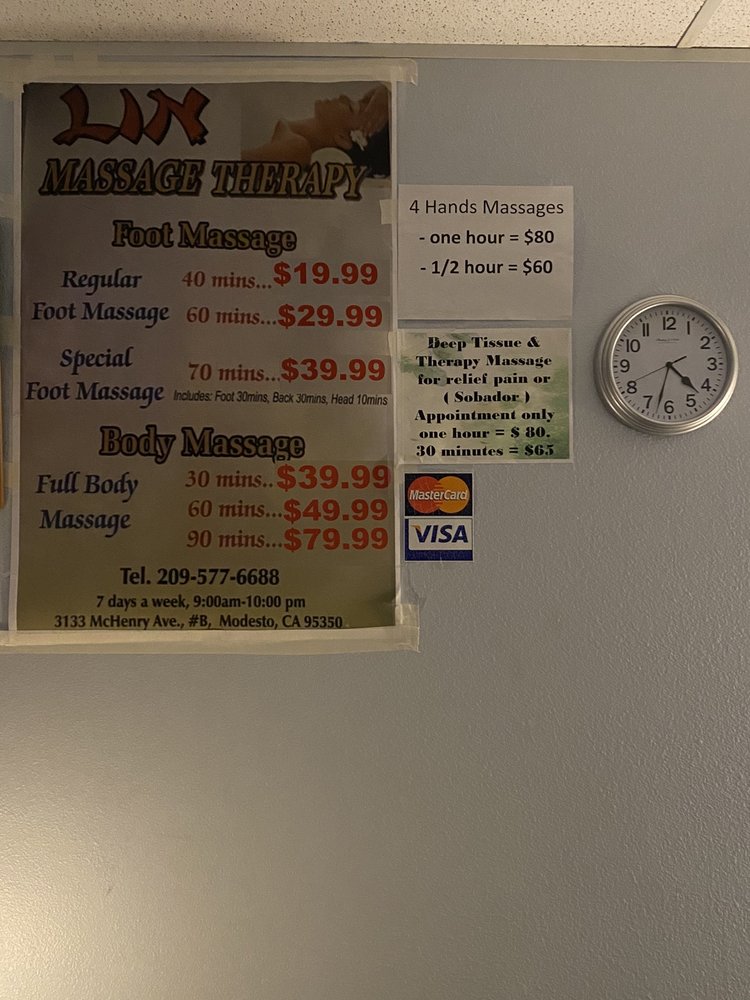 LIN
MASSAGE THERAPY
Foot Massage
Regular 40 mins...$19.99
Foot Massage 60 mins...$29.99
Special 70 mins...$39.99
Foot Massage Includes: Foot 30mins, Back 30mins, Head 10mins
Body Massage
Full Body 30 mins..$39.99
Massage 60 mins...$49.99
90 mins...$79.99
Tel. 209-577-6688
7 days a week, 9:00am-10:00 pm
3133 McHenry Ave., #B, Modesto, CA 95350
4 Hands Massages
- one hour = $80
- 1/2 hour = $60
Deep Tissue &
Therapy Massage
for relief pain or
( Sobador )
Appointment only
one hour = $ 80.
30 minutes = $65
MasterCard
VISA
12
1
2
3
4
5
6
7
8
9
10
11